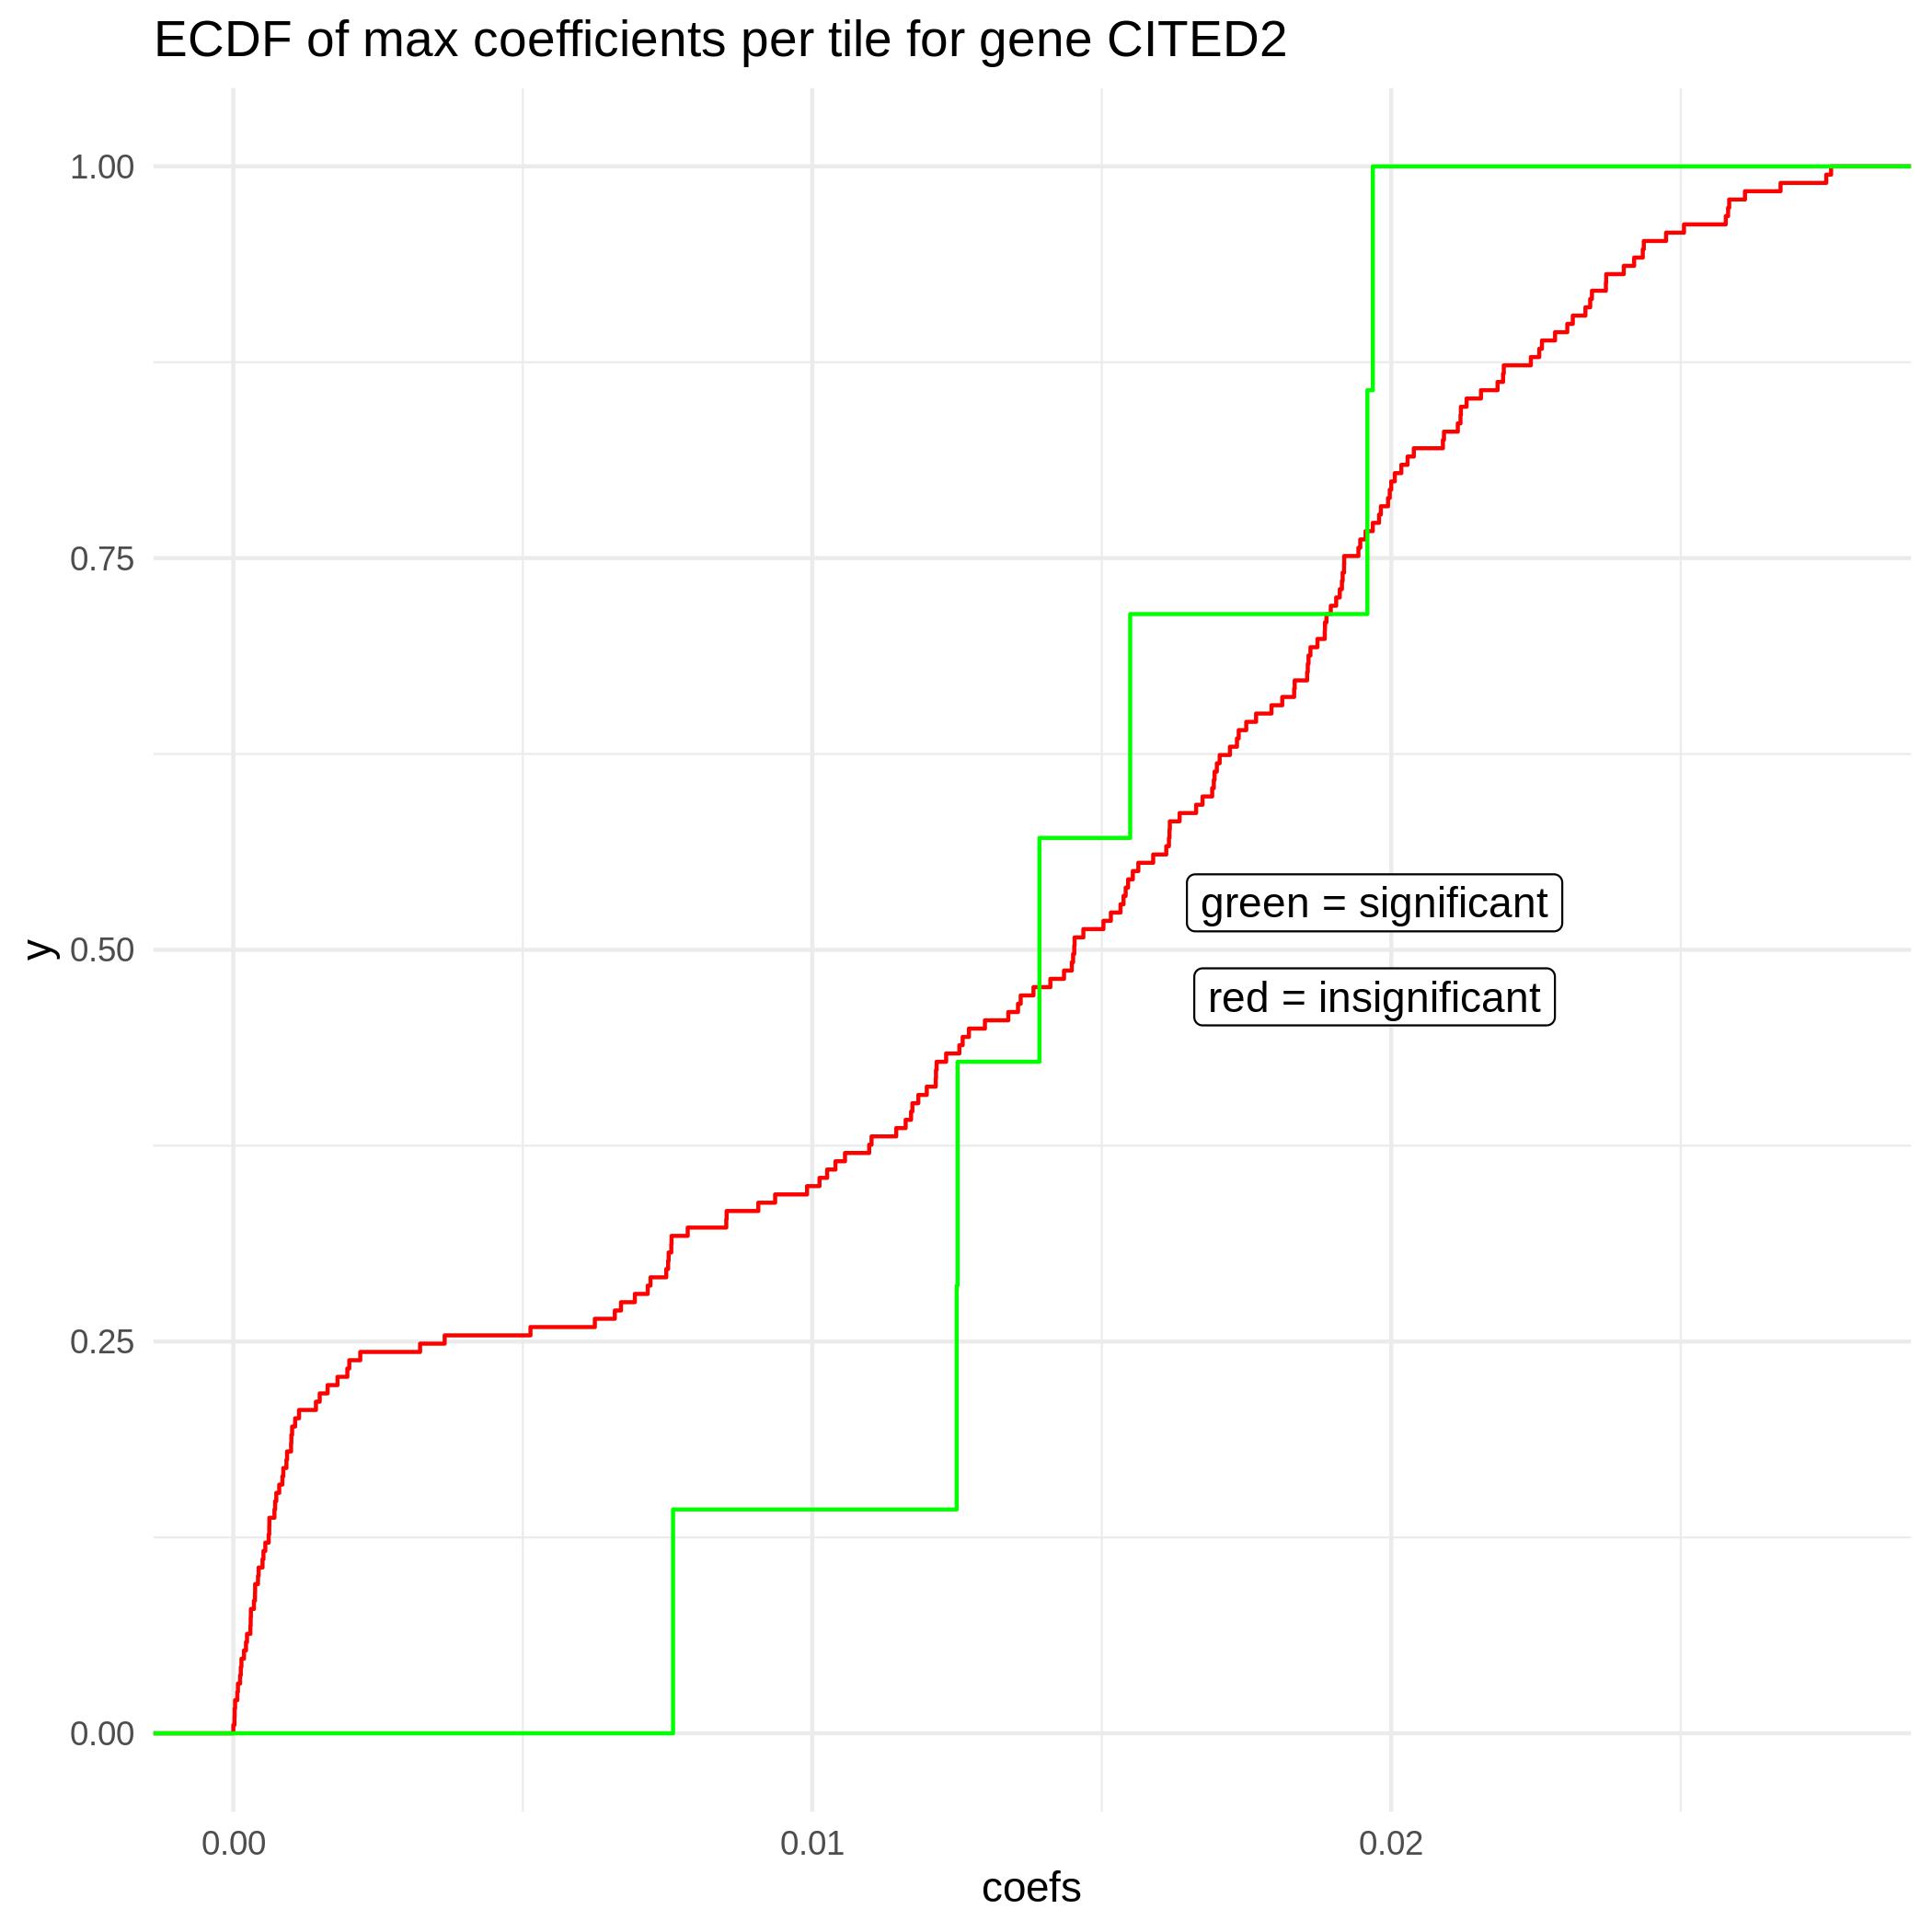 ECDF of max coefficients per tile for gene CITED2
1.00
0.75
0.50
0.25
0.00
y
green = significant
red = insignificant
0.00 0.01 0.02
coefs